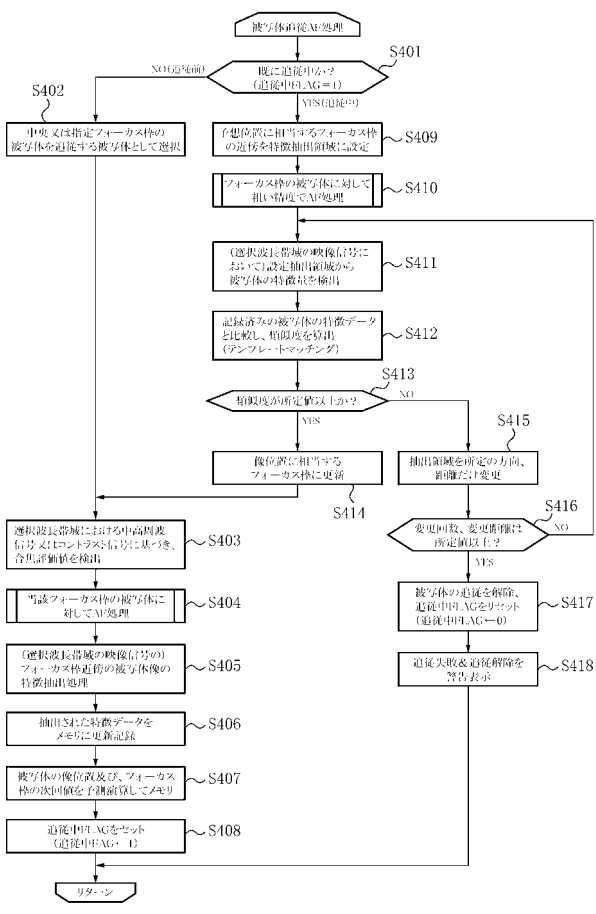 被写体追従AF処理
S401
既に追従中か?
(追従中FLAG=1)
NO(追従前)
YES(追従中)
S402
中央又は指定フォーカス枠の
被写体を追従する被写体として選択
予想位置に相当するフォーカス枠
の近傍を特徴抽出領域に設定
S409
フォーカス枠の被写体に対して
粗い精度でAF処理
S410
(選択波長帯域の映像信号に
おいて)設定抽出領域から
被写体の特徴量を検出
S411
記録済みの被写体の特徴データ
と比較し、類似度を算出
(テンプレートマッチング)
S412
S413
類似度が所定値以上か?
NO
YES
像位置に相当する
フォーカス枠に更新
S414
S415
抽出領域を所定の方向、
距離だけ変更
S416
変更回数、変更距離は
所定値以上?
NO
YES
被写体の追従を解除、
追従中FLAGをリセット
(追従中FLAG←0)
S417
追従失敗&追従解除を
警告表示
S418
選択波長帯域における中高周波
信号又はコントラスト信号に基づき、
合焦評価値を検出
S403
当該フォーカス枠の被写体に
対してAF処理
S404
(選択波長帯域の映像信号の)
フォーカス枠近傍の被写体像の
特徴抽出処理
S405
抽出された特徴データを
メモリに更新記録
S406
被写体の像位置及び、フォーカス
枠の次回値を予測演算してメモリ
S407
追従中FLAGをセット
(追従中FLAG←1)
S408
リターン